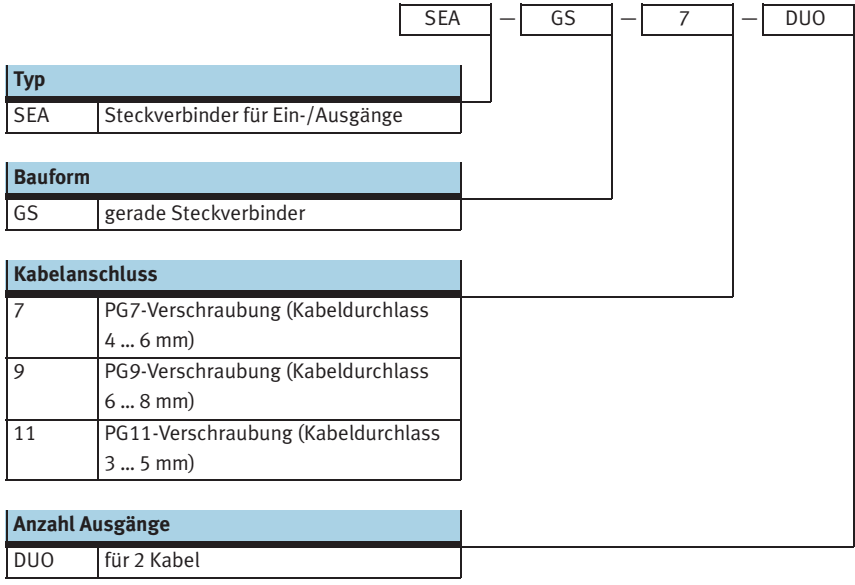 SEA — GS — 7 — DUO
Typ
SEA Steckverbinder für Ein-/Ausgänge
Bauform
GS gerade Steckverbinder
Kabelanschluss
7 PG7-Verschraubung (Kabeldurchlass
4 ... 6 mm)
9 PG9-Verschraubung (Kabeldurchlass
6 ... 8 mm)
11 PG11-Verschraubung (Kabeldurchlass
3 ... 5 mm)
Anzahl Ausgänge
DUO für 2 Kabel